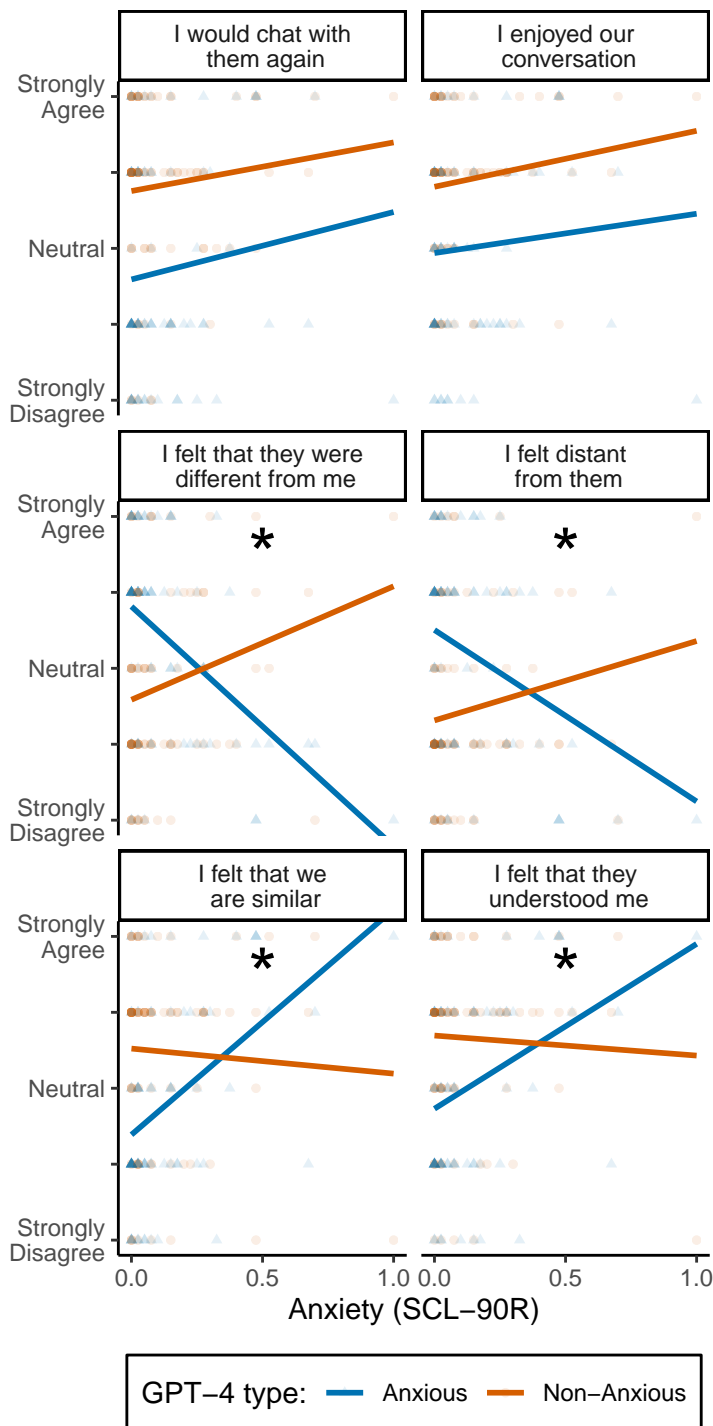 I would chat with
them again
I enjoyed our
conversation
Strongly
Agree
Neutral
Strongly
Disagree
I felt that they were
different from me
I felt distant
from them
Strongly
Agree
*
*
Neutral
Strongly
Disagree
I felt that we
are similar
I felt that they
understood me
Strongly
Agree
*
*
Neutral
Strongly
Disagree
0.0 0.5 1.0 0.0 0.5 1.0
Anxiety (SCL−90R)
GPT−4 type: Anxious Non−Anxious